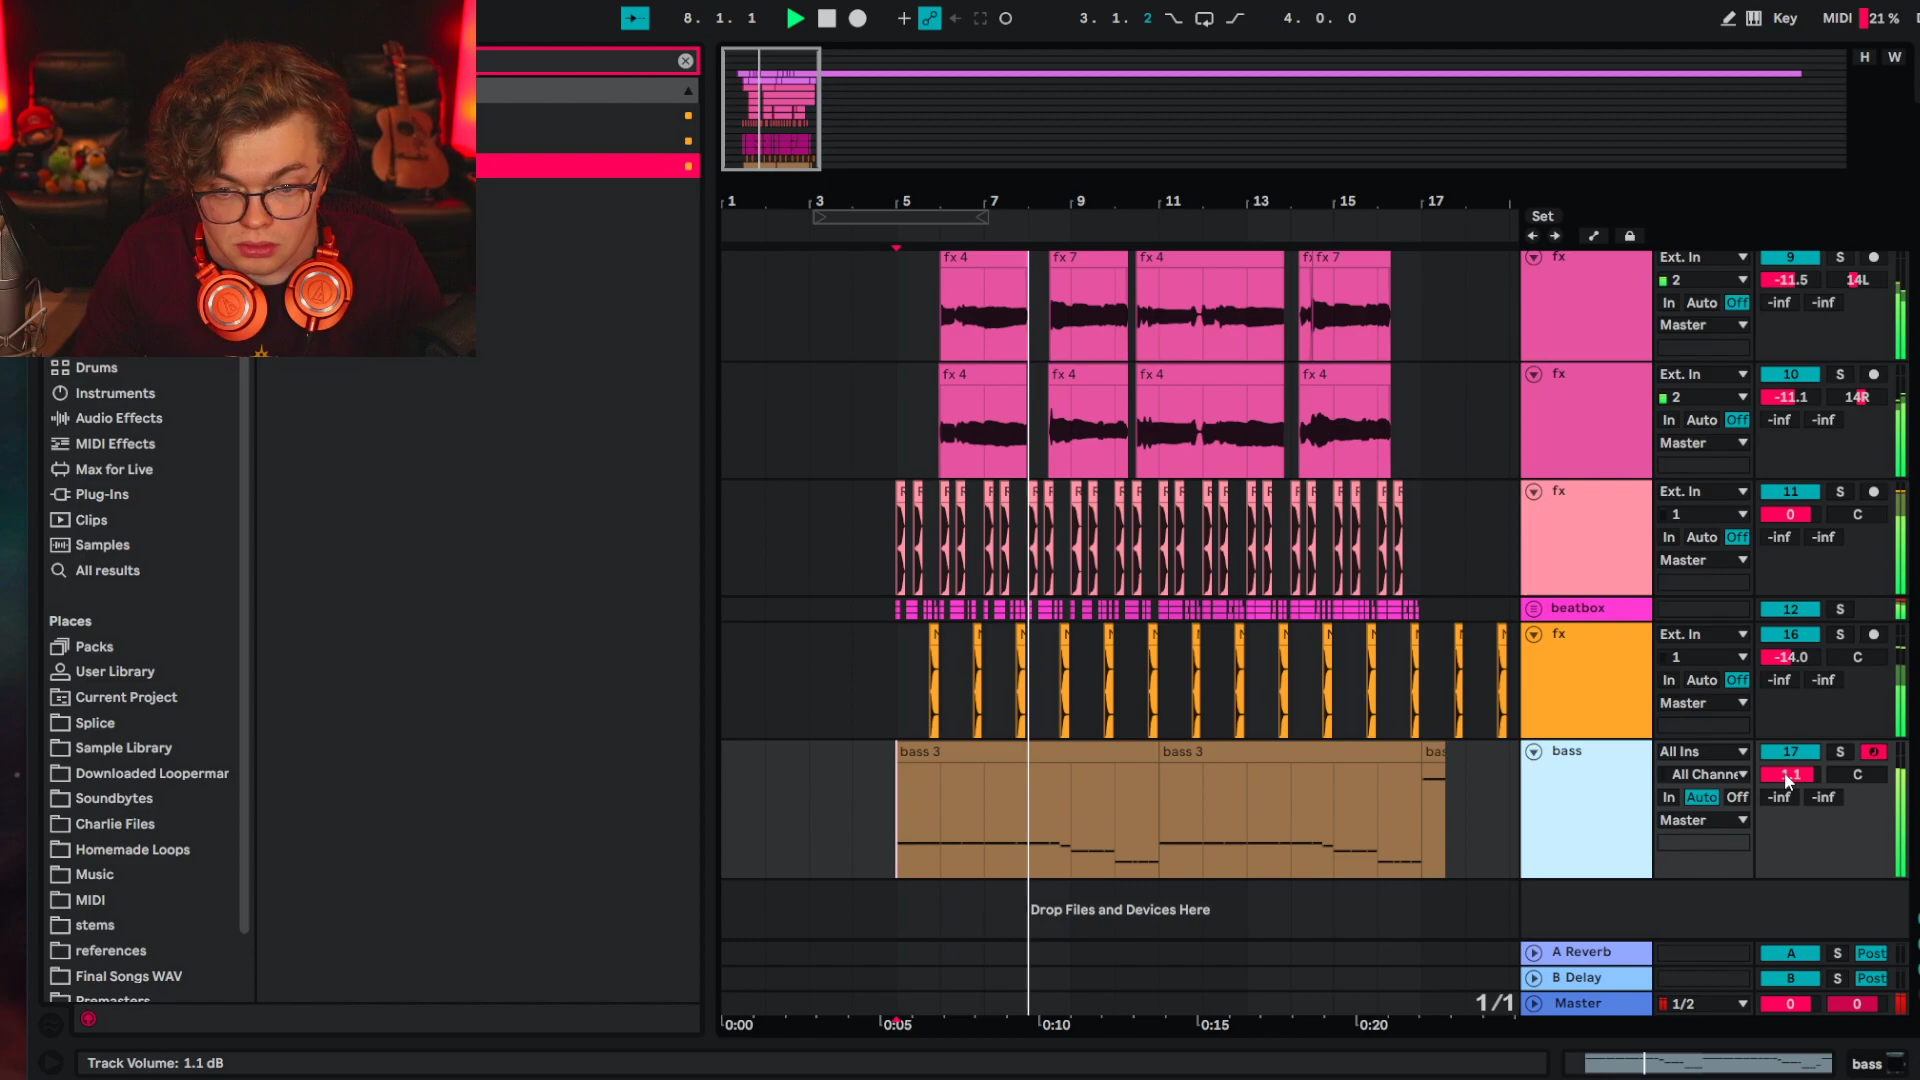 8. 1. 1
3. 1. 2
4. 0. 0
Key
MIDI
21 %
H W
1 3 5 7 9 11 13 15 17
Set
fx 4 fx 7 fx 4 fx 7
fx
Ext. In 9 S
2 -11.5 14L
In Auto Off -inf -inf
Master
fx 4 fx 4 fx 4 fx 4
fx
Ext. In 10 S
2 -11.1 14R
In Auto Off -inf -inf
Master
fx
Ext. In 11 S
1 0 C
In Auto Off -inf -inf
Master
beatbox 12 S
fx
Ext. In 16 S
1 -14.0 C
In Auto Off -inf -inf
Master
bass 3 bass 3 bas
bass
All Ins 17 S
All Channe 1.1 C
In Auto Off -inf -inf
Master
Drop Files and Devices Here
A Reverb A S Post
B Delay B S Post
1/1
Master 1/2 0 0
0:00 0:05 0:10 0:15 0:20
Drums
Instruments
Audio Effects
MIDI Effects
Max for Live
Plug-Ins
Clips
Samples
All results
Places
Packs
User Library
Current Project
Splice
Sample Library
Downloaded Loopermar
Soundbytes
Charlie Files
Homemade Loops
Music
MIDI
stems
references
Final Songs WAV
Premasters
Track Volume: 1.1 dB
bass